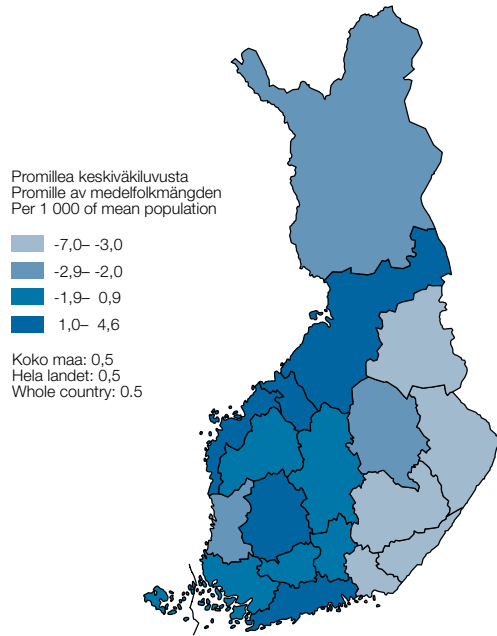 Promillea keskiväkiluvusta
Promille av medelfolkmängden
Per 1 000 of mean population
-7,0– -3,0
-2,9– -2,0
-1,9– 0,9
1,0– 4,6
Koko maa: 0,5
Hela landet: 0,5
Whole country: 0.5